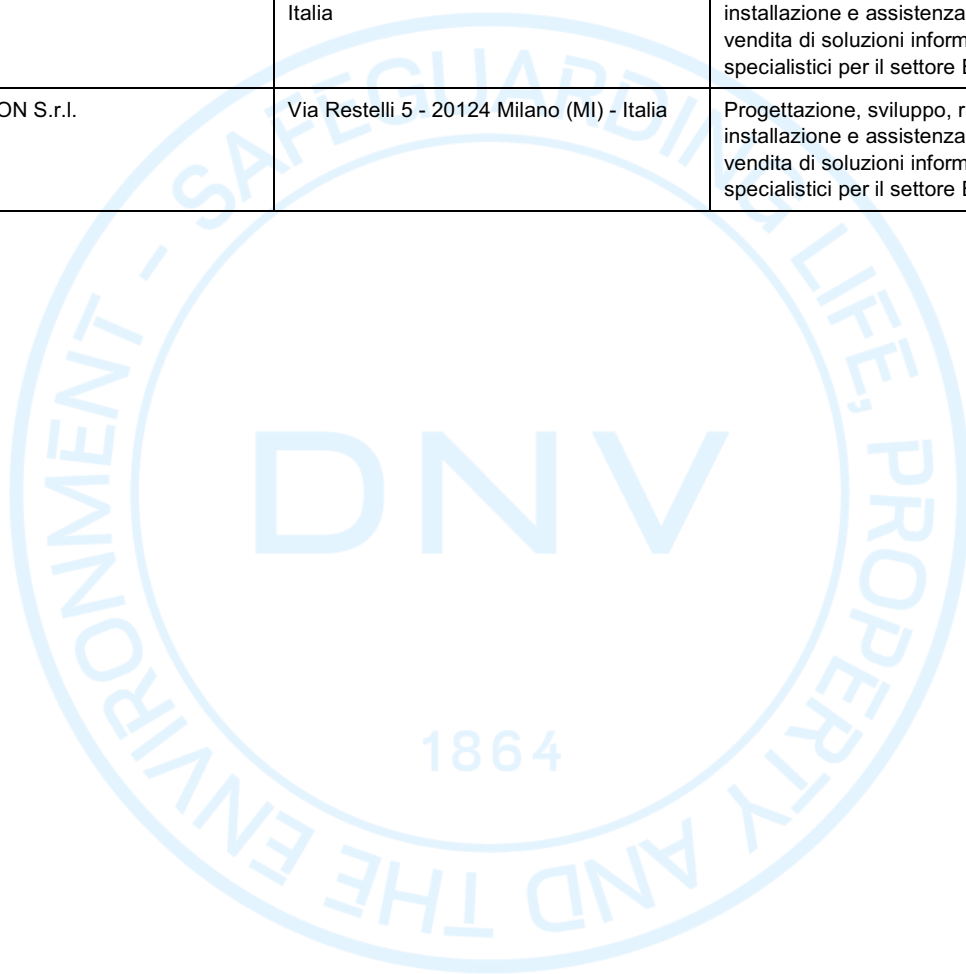 Italia
installazione e assistenza
vendita di soluzioni inform
specialistici per il settore
ON S.r.l.
Via Restelli 5 - 20124 Milano (MI) - Italia
Progettazione, sviluppo, r
installazione e assistenza
vendita di soluzioni inform
specialistici per il settore
SAFEGUARDING LIFE, PROPERTY AND THE ENVIRONMENT -
DNV
1864